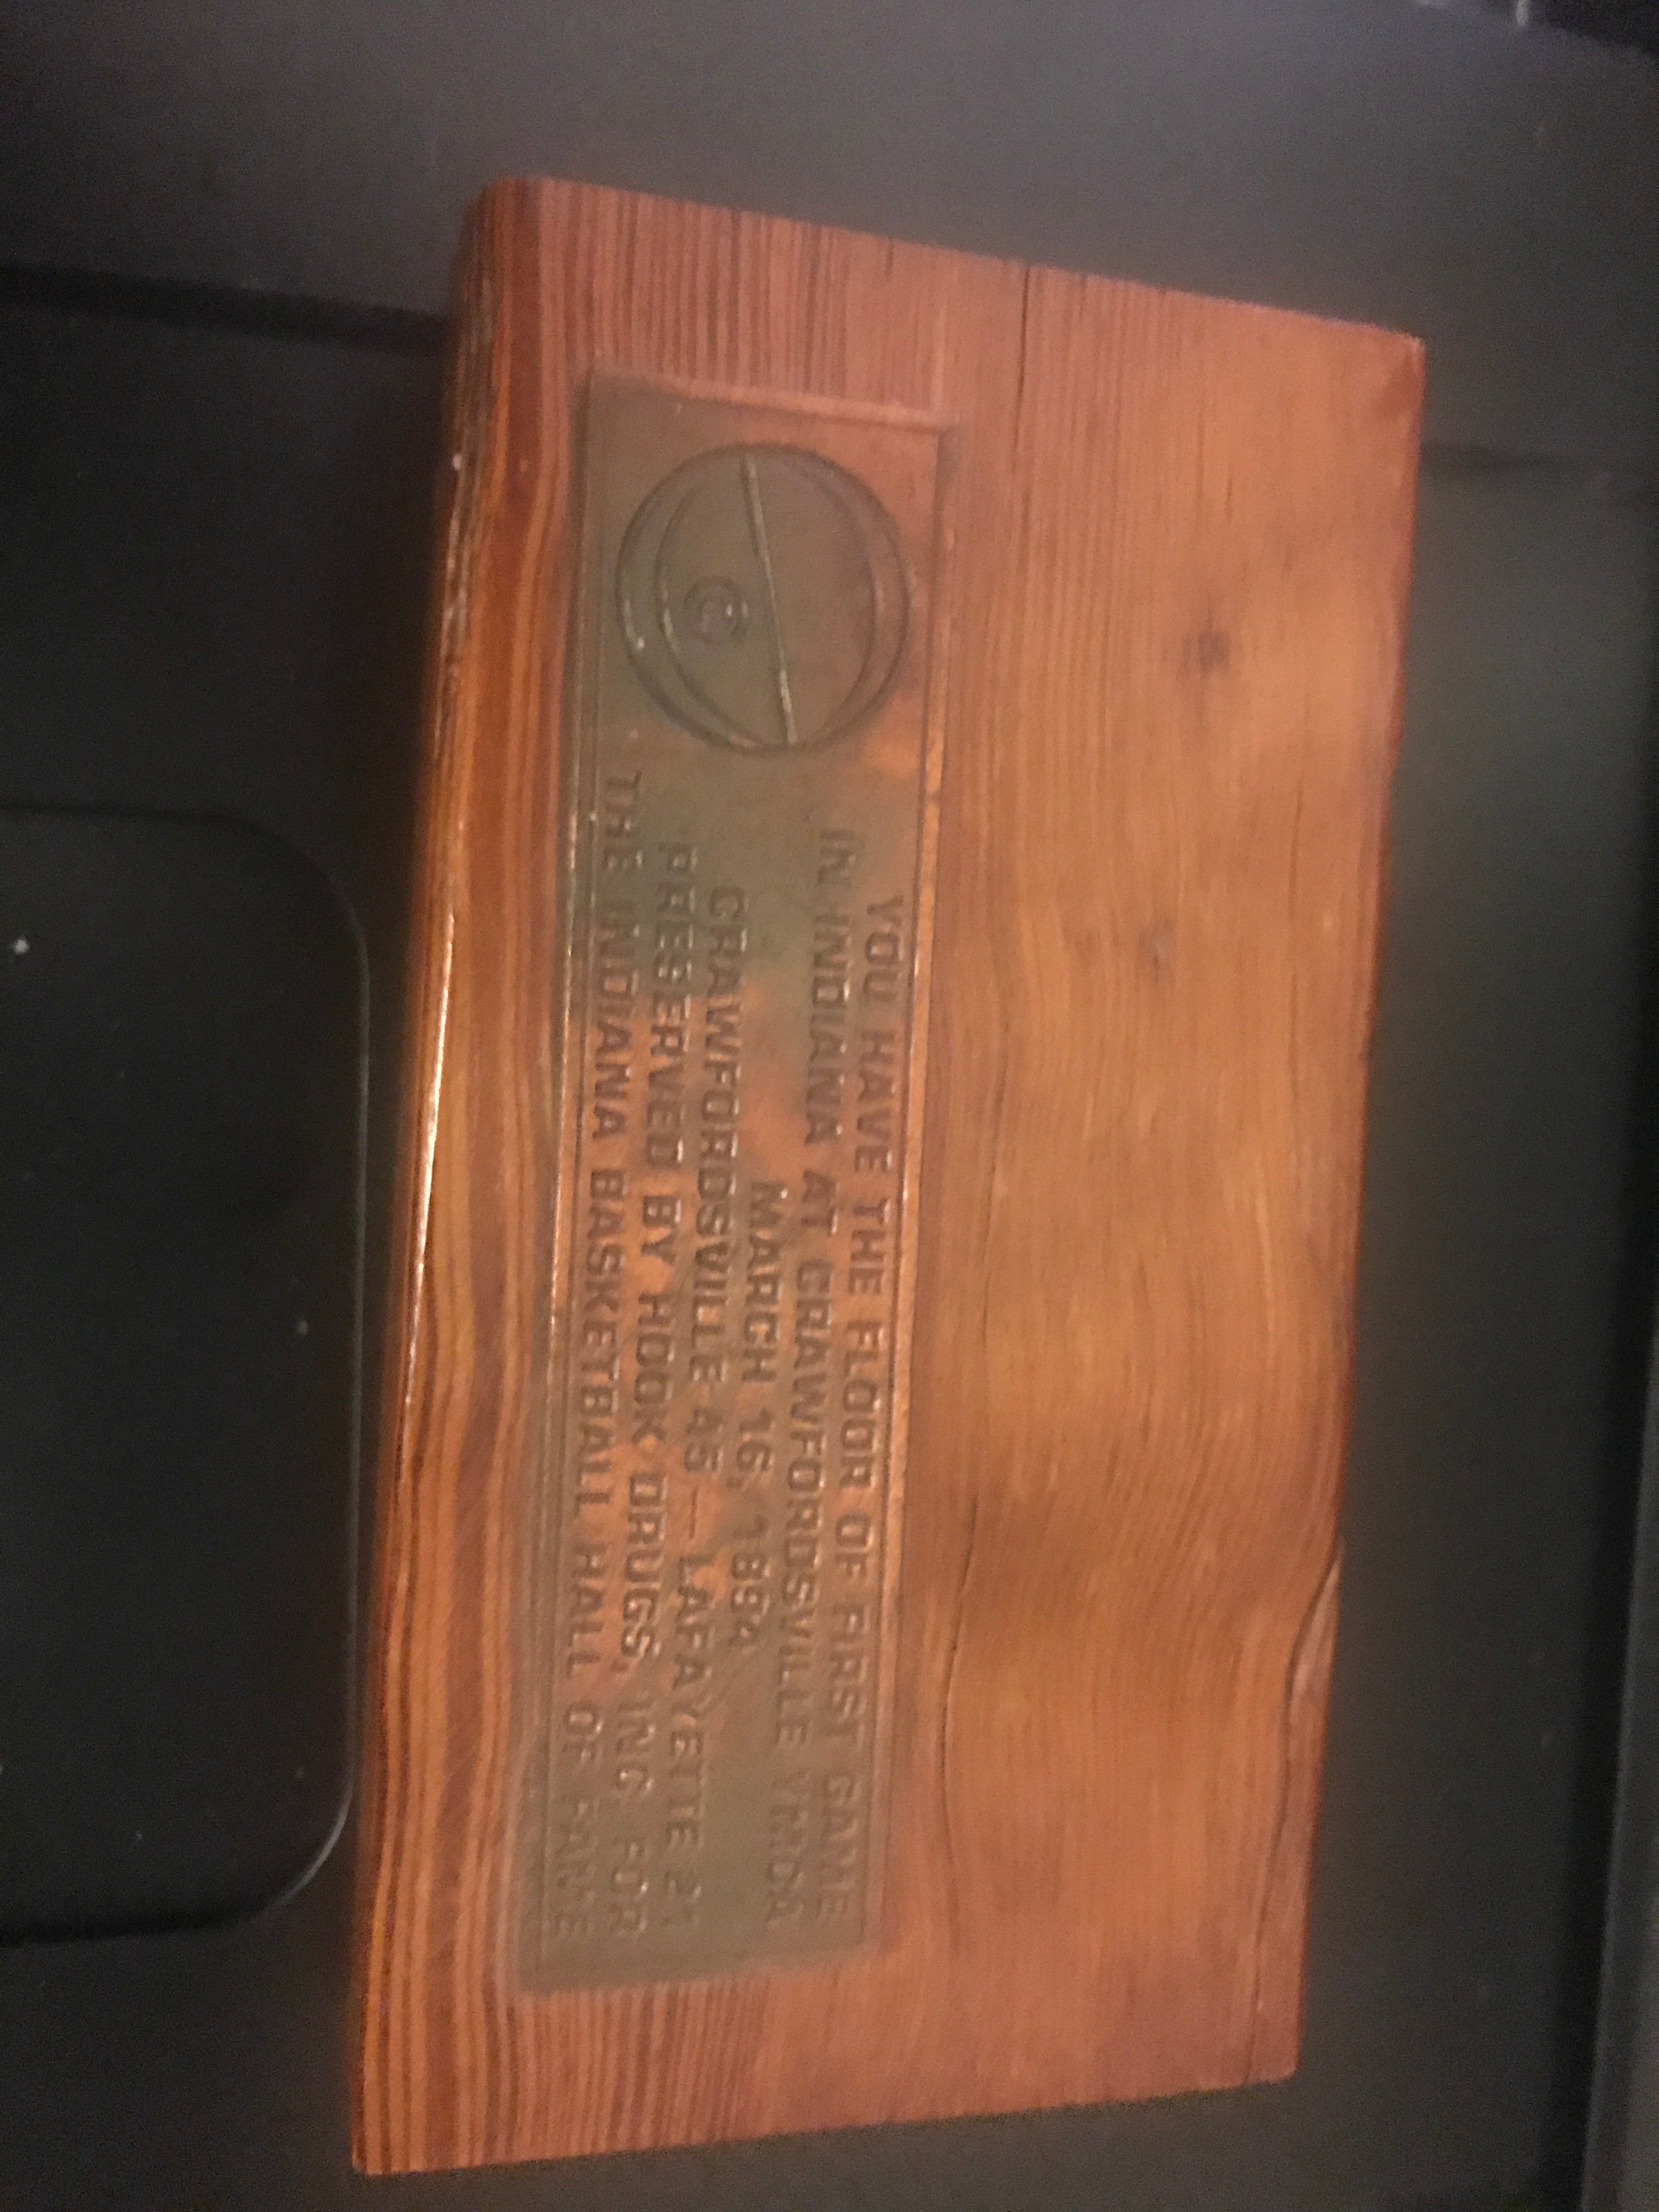 ©
YOU HAVE THE FLOOR OF FIRST GAME
IN INDIANA AT CRAWFORDSVILLE YMCA
MARCH 16, 1894
CRAWFORDSVILLE 45 — LAFAYETTE 21
PRESERVED BY HOOK DRUGS, INC FOR
THE INDIANA BASKETBALL HALL OF FAME